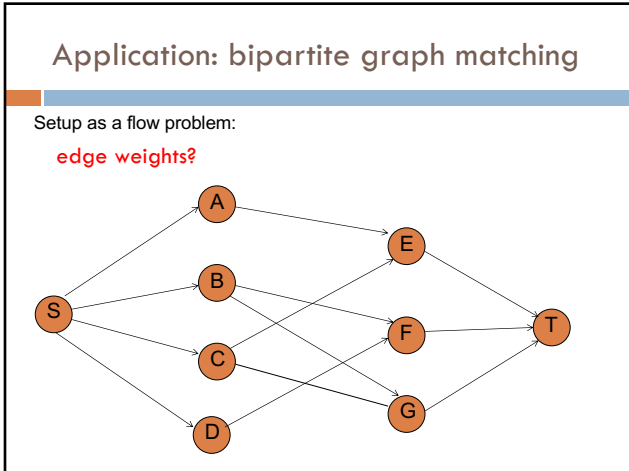 Application: bipartite graph matching
Setup as a flow problem:
edge weights?
A
E
B
S
F
T
C
G
D